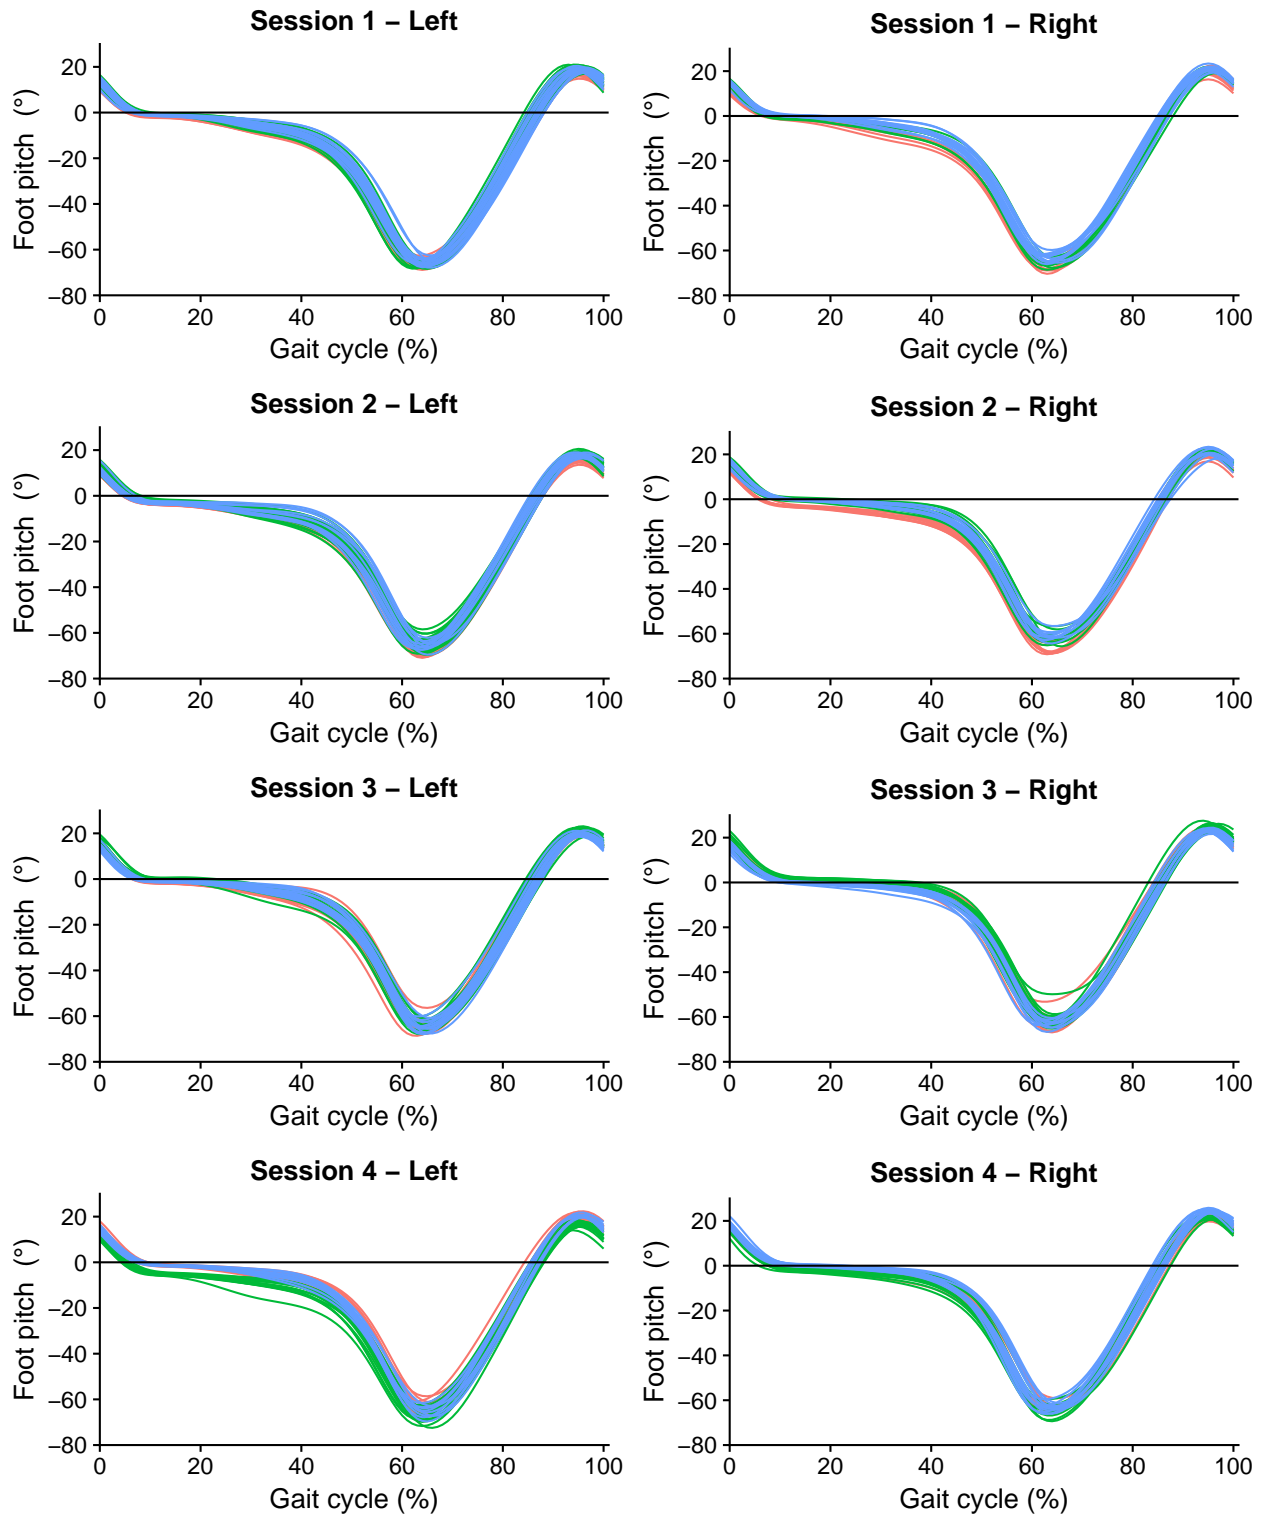 Session 1 – Left
Foot pitch (°)
20
0
−20
−40
−60
−80
0 20 40 60 80 100
Gait cycle (%)
Session 1 – Right
Foot pitch (°)
20
0
−20
−40
−60
−80
0 20 40 60 80 100
Gait cycle (%)
Session 2 – Left
Foot pitch (°)
20
0
−20
−40
−60
−80
0 20 40 60 80 100
Gait cycle (%)
Session 2 – Right
Foot pitch (°)
20
0
−20
−40
−60
−80
0 20 40 60 80 100
Gait cycle (%)
Session 3 – Left
Foot pitch (°)
20
0
−20
−40
−60
−80
0 20 40 60 80 100
Gait cycle (%)
Session 3 – Right
Foot pitch (°)
20
0
−20
−40
−60
−80
0 20 40 60 80 100
Gait cycle (%)
Session 4 – Left
Foot pitch (°)
20
0
−20
−40
−60
−80
0 20 40 60 80 100
Gait cycle (%)
Session 4 – Right
Foot pitch (°)
20
0
−20
−40
−60
−80
0 20 40 60 80 100
Gait cycle (%)